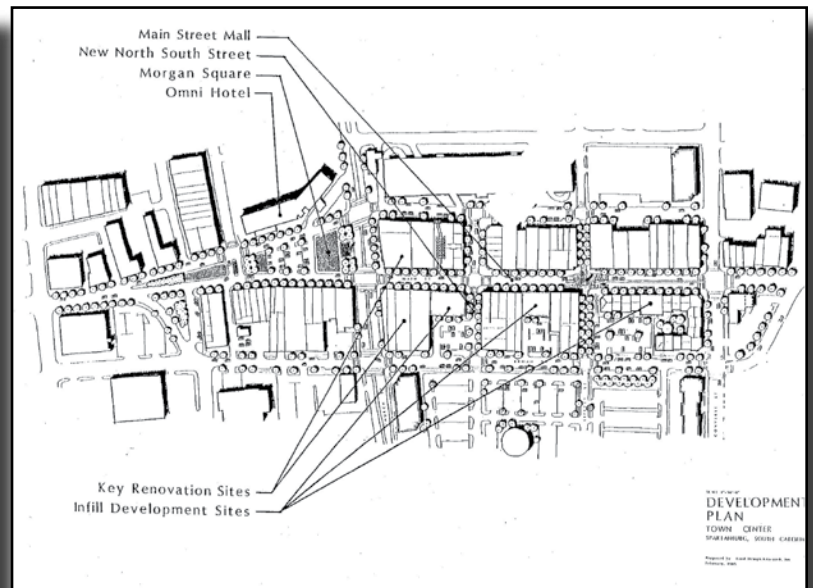 Main Street Mall
New North South Street
Morgan Square
Omni Hotel
Key Renovation Sites
Infill Development Sites
DEVELOPMENT
PLAN
TOWN CENTER
SPARTANBURG, SOUTH CAROLIN